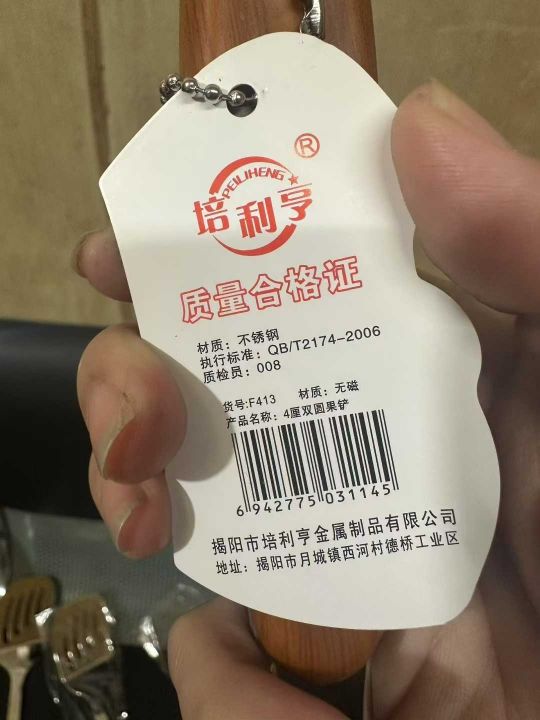 ®
PEILIHENG
培利亨
质量合格证
材质：不锈钢
执行标准：QB/T2174-2006
质检员：008
货号:F413 材质：无磁
产品名称：4厘双圆果铲
6 942775 031145
揭阳市培利亨金属制品有限公司
地址：揭阳市月城镇西河村德桥工业区